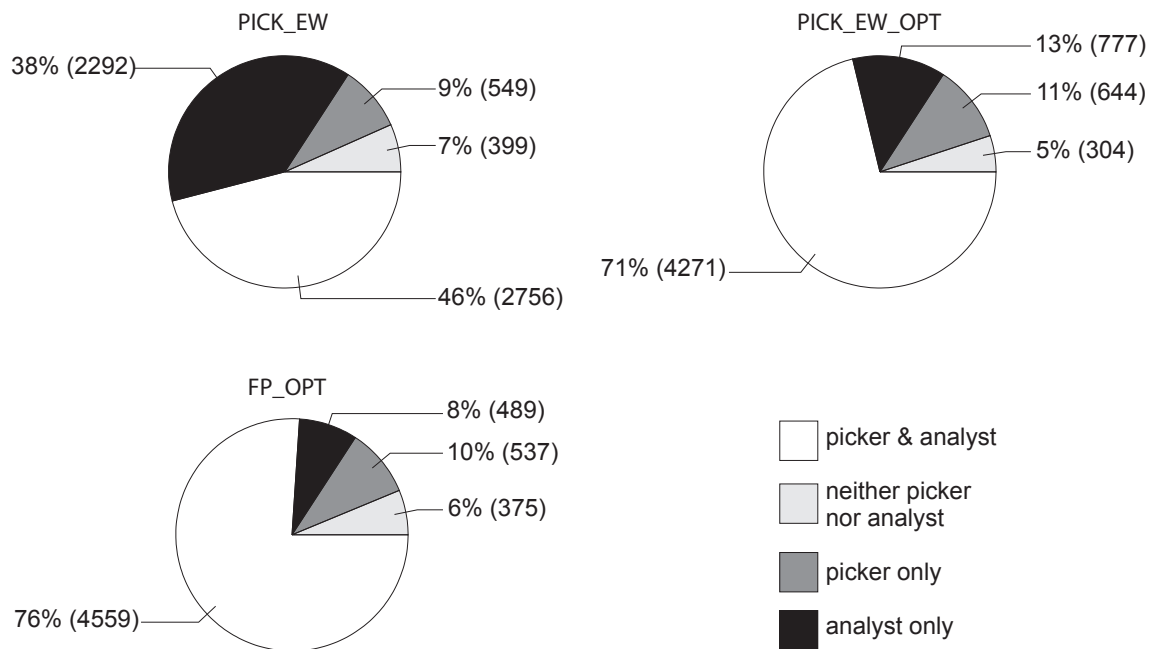 PICK_EW
38% (2292)
9% (549)
7% (399)
46% (2756)
PICK_EW_OPT
13% (777)
11% (644)
5% (304)
71% (4271)
FP_OPT
8% (489)
10% (537)
6% (375)
76% (4559)
picker & analyst
neither picker
nor analyst
picker only
analyst only